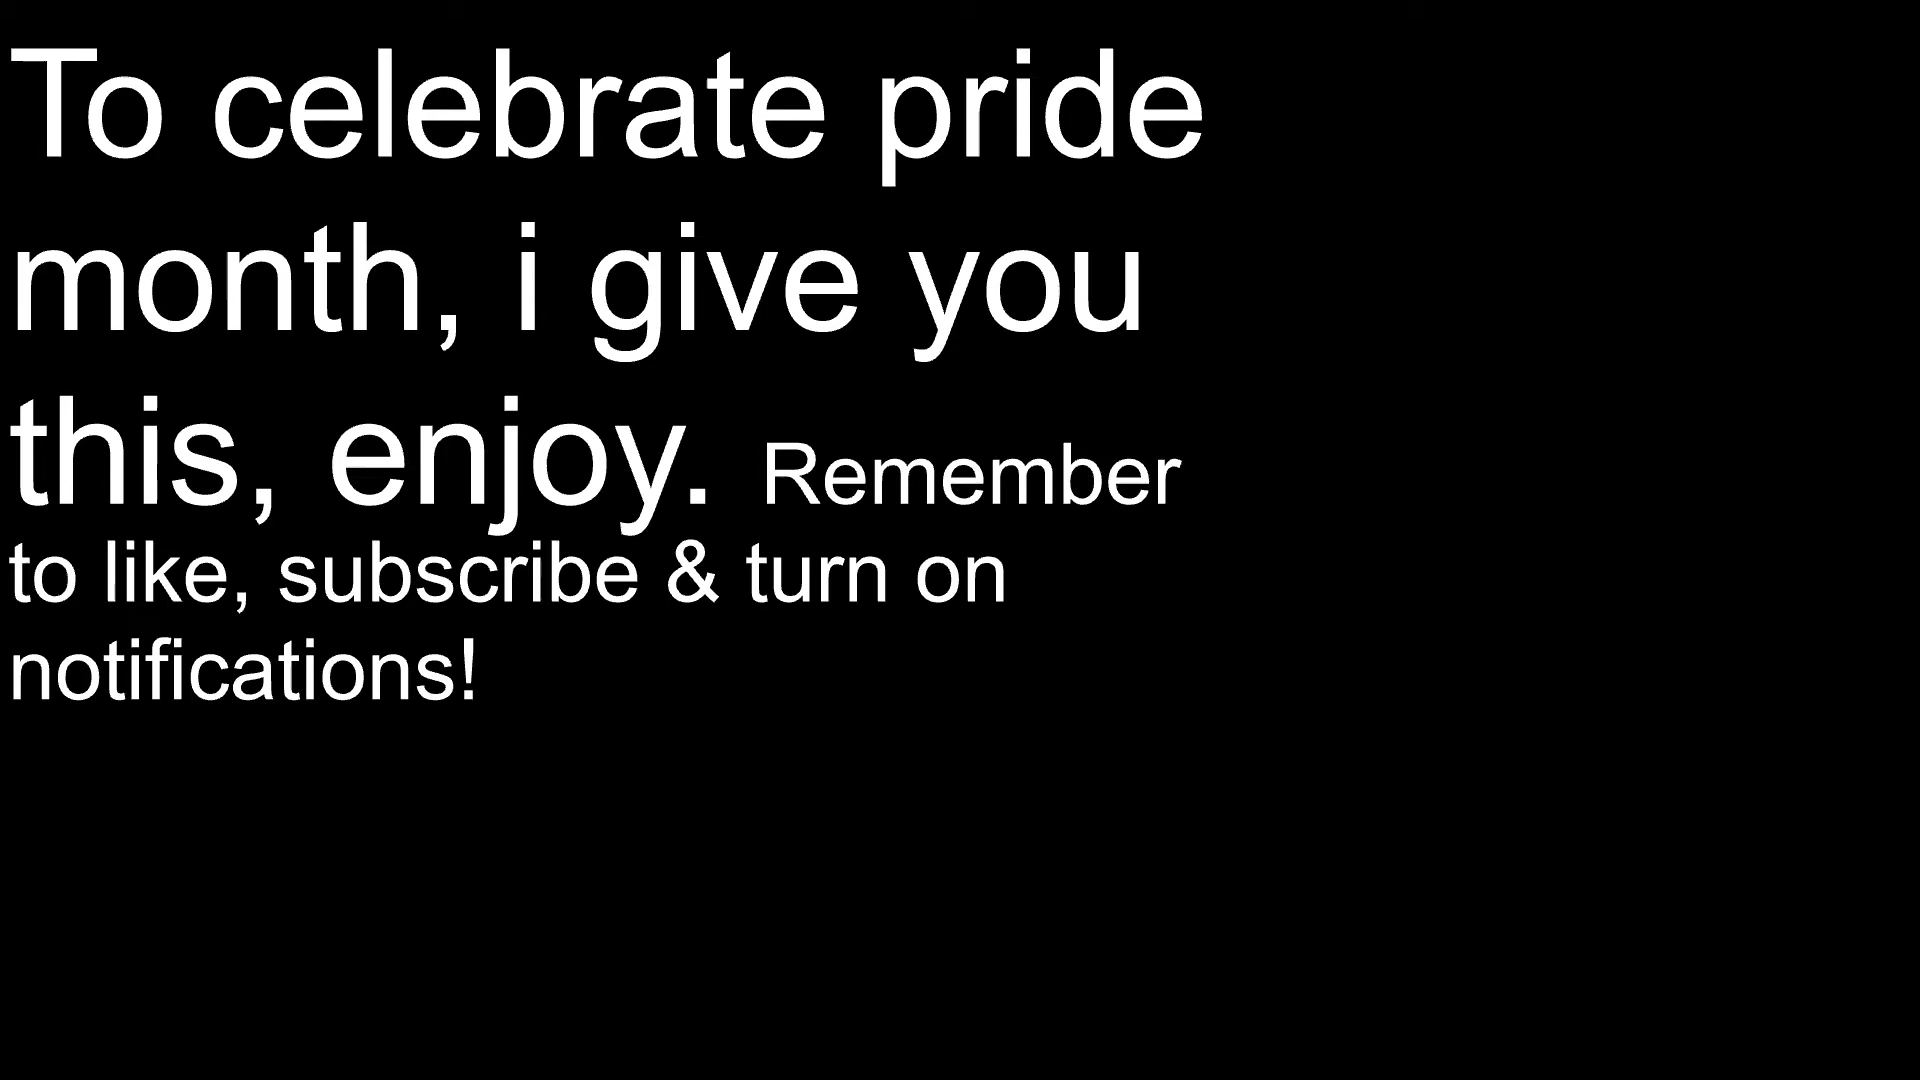 To celebrate pride
month, i give you
this, enjoy. Remember
to like, subscribe & turn on
notifications!